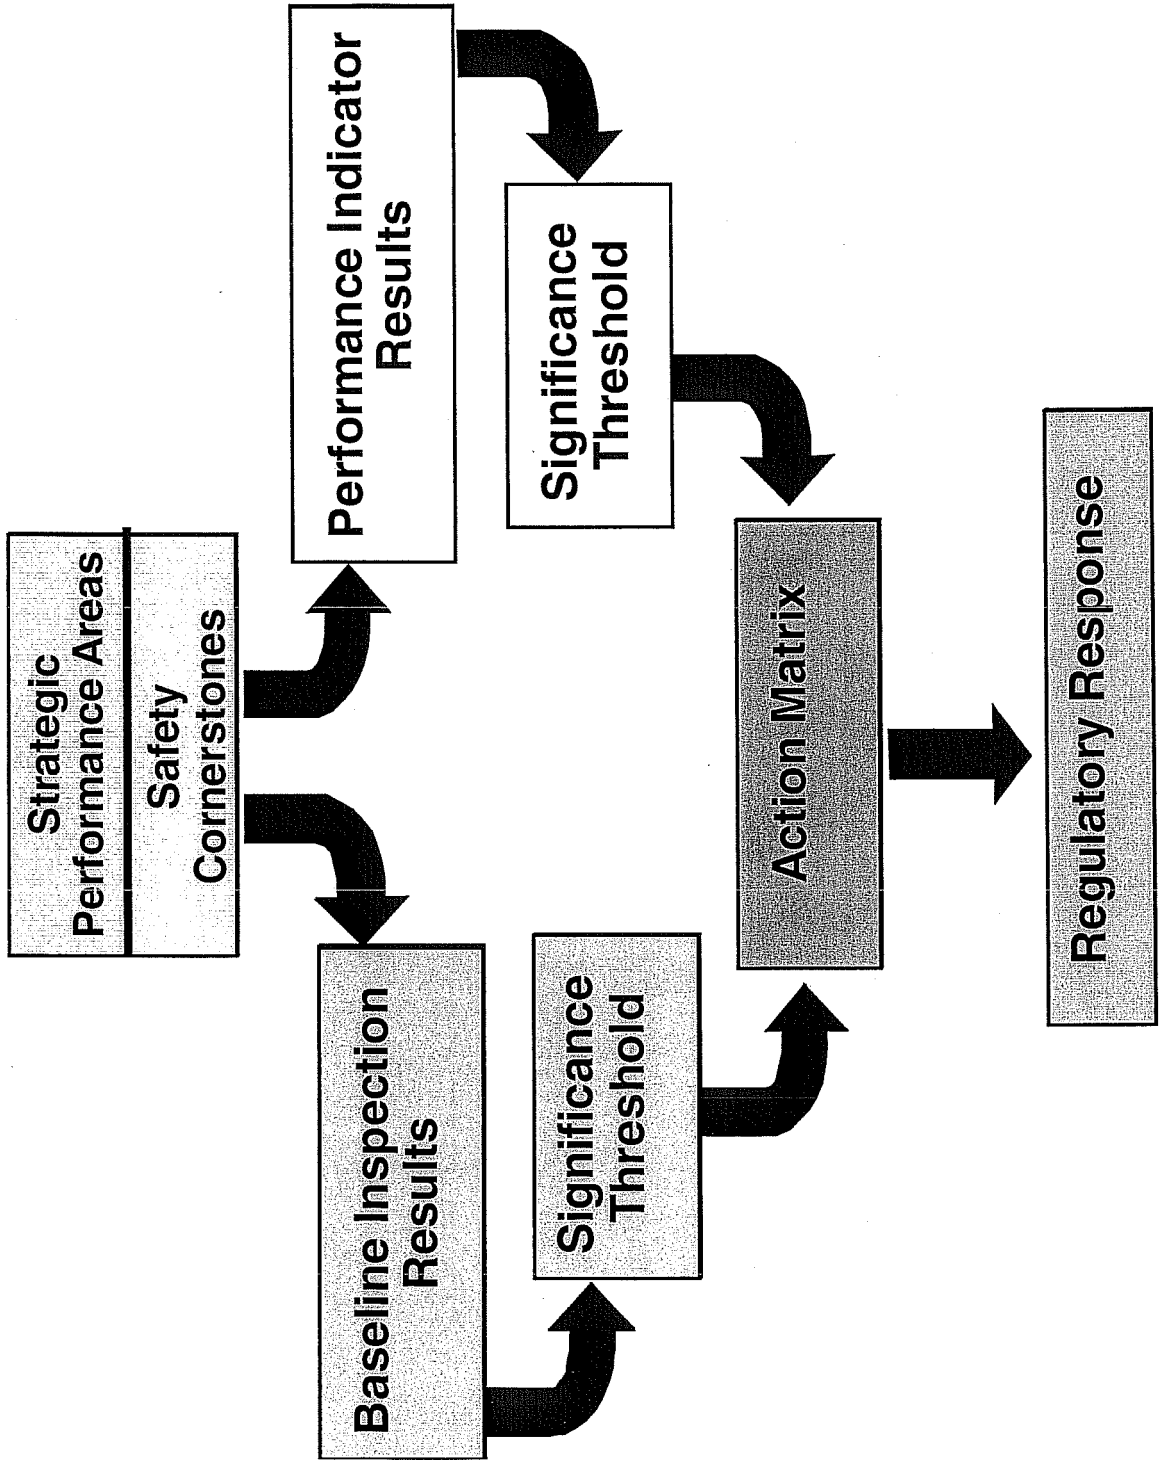 Strategic
Performance Areas
Safety
Cornerstones
Baseline Inspection
Results
Performance Indicator
Results
Significance
Threshold
Significance
Threshold
Action Matrix
Regulatory Response